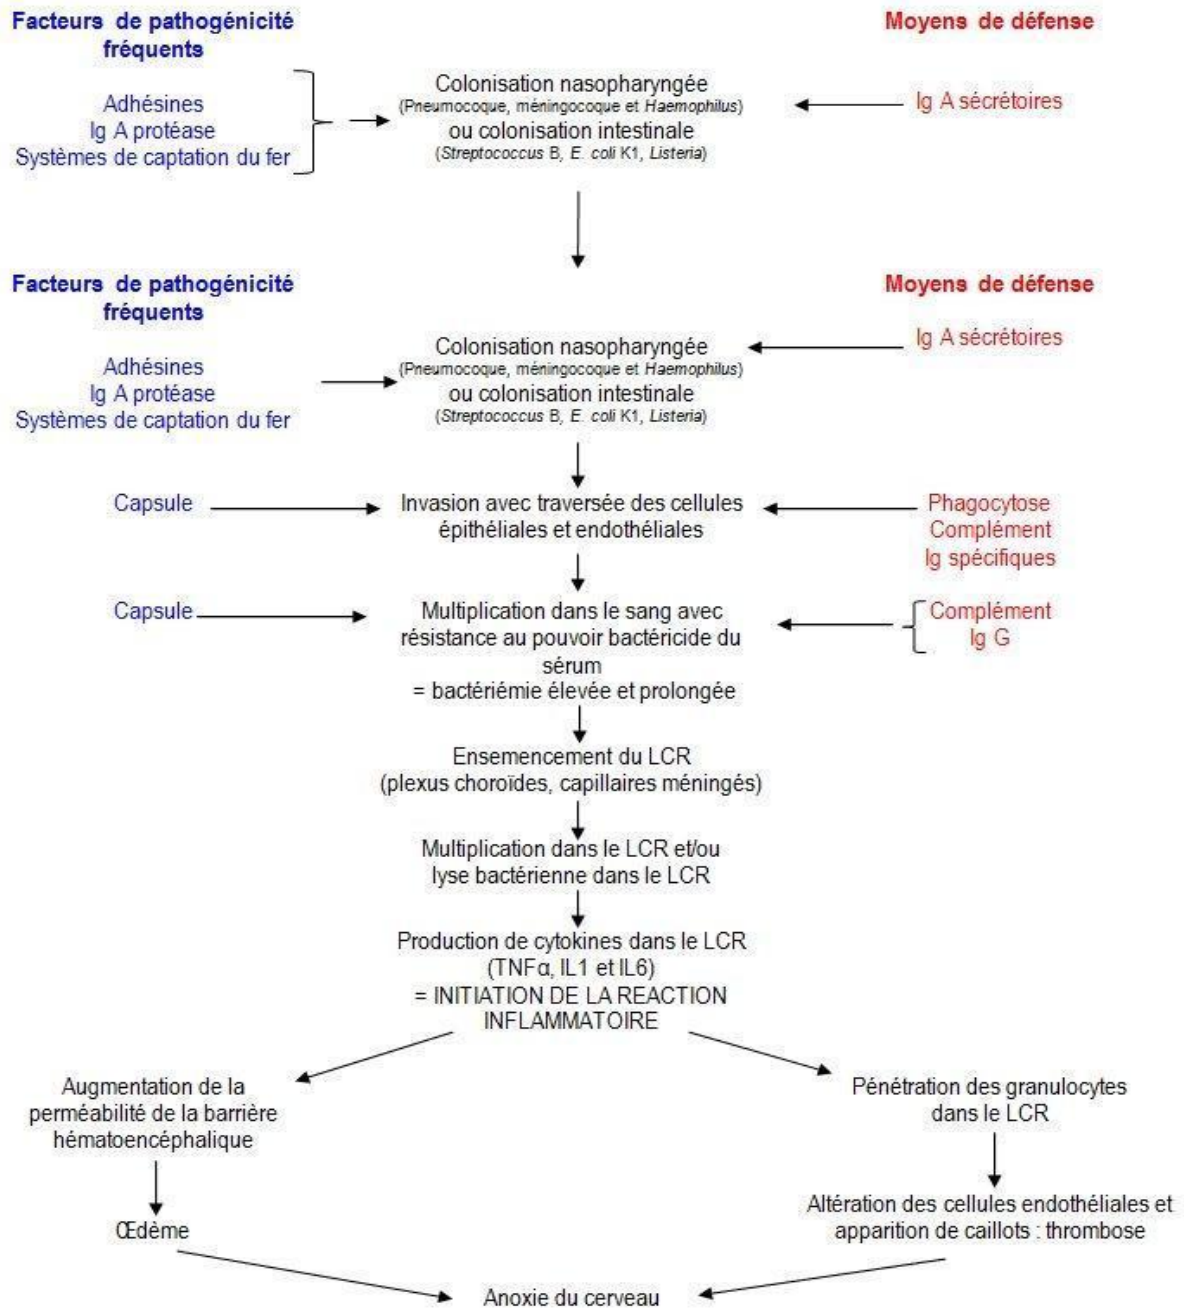 Facteurs de pathogénicité
fréquents
Moyens de défense
Adhésines
Ig A protéase
Systèmes de captation du fer
Colonisation nasopharyngée
(Pneumocoque, méningocoque et Haemophilus)
ou colonisation intestinale
(Streptococcus B, E. coli K1, Listeria)
Ig A sécrétoires
Facteurs de pathogénicité
fréquents
Moyens de défense
Adhésines
Ig A protéase
Systèmes de captation du fer
Colonisation nasopharyngée
(Pneumocoque, méningocoque et Haemophilus)
ou colonisation intestinale
(Streptococcus B, E. coli K1, Listeria)
Ig A sécrétoires
Capsule
Invasion avec traversée des cellules
épithéliales et endothéliales
Phagocytose
Complément
Ig spécifiques
Capsule
Multiplication dans le sang avec
résistance au pouvoir bactéricide du
sérum
= bactériémie élevée et prolongée
Complément
Ig G
Ensemencement du LCR
(plexus choroïdes, capillaires méningés)
Multiplication dans le LCR et/ou
lyse bactérienne dans le LCR
Production de cytokines dans le LCR
(TNFα, IL1 et IL6)
= INITIATION DE LA REACTION
INFLAMMATOIRE
Augmentation de la
perméabilité de la barrière
hématoencéphalique
Pénétration des granulocytes
dans le LCR
Œdème
Altération des cellules endothéliales et
apparition de caillots : thrombose
Anoxie du cerveau